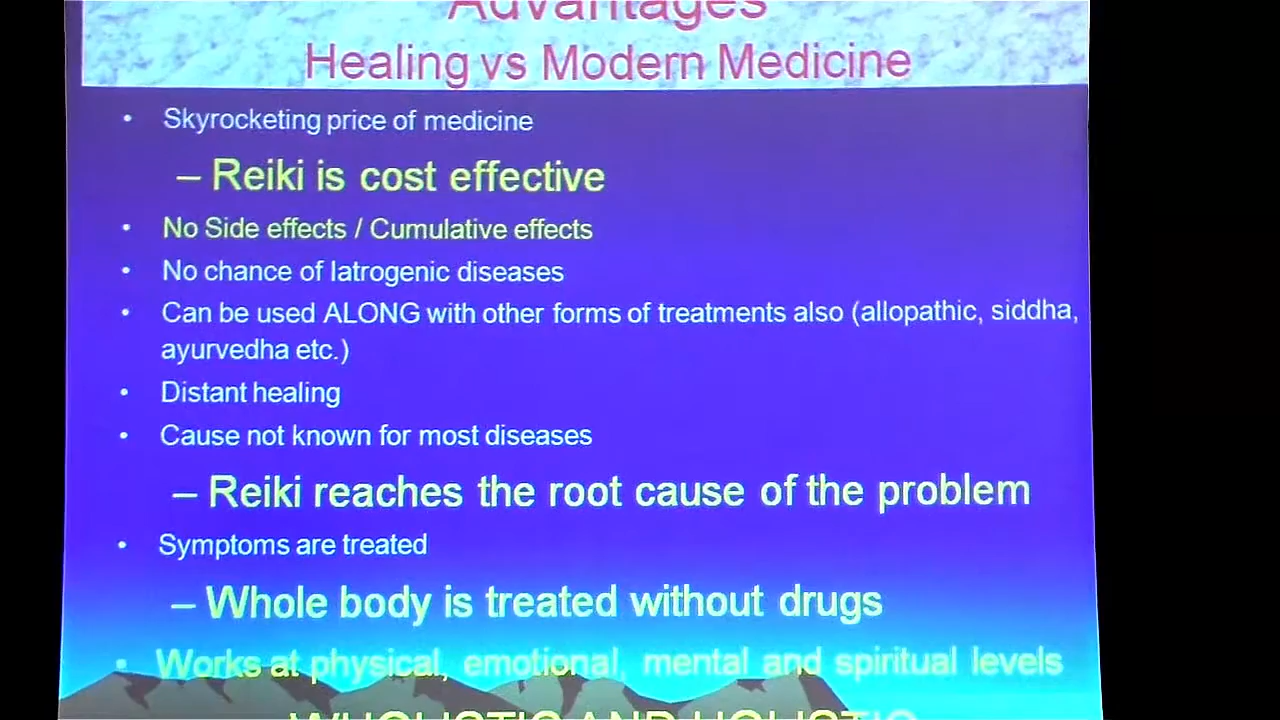 Advantages
Healing vs Modern Medicine
• Skyrocketing price of medicine
– Reiki is cost effective
• No Side effects / Cumulative effects
• No chance of Iatrogenic diseases
• Can be used ALONG with other forms of treatments also (allopathic, siddha,
ayurvedha etc.)
• Distant healing
• Cause not known for most diseases
– Reiki reaches the root cause of the problem
• Symptoms are treated
– Whole body is treated without drugs
• Works at physical, emotional, mental and spiritual levels
WHOLISTIC AND HOLISTIC